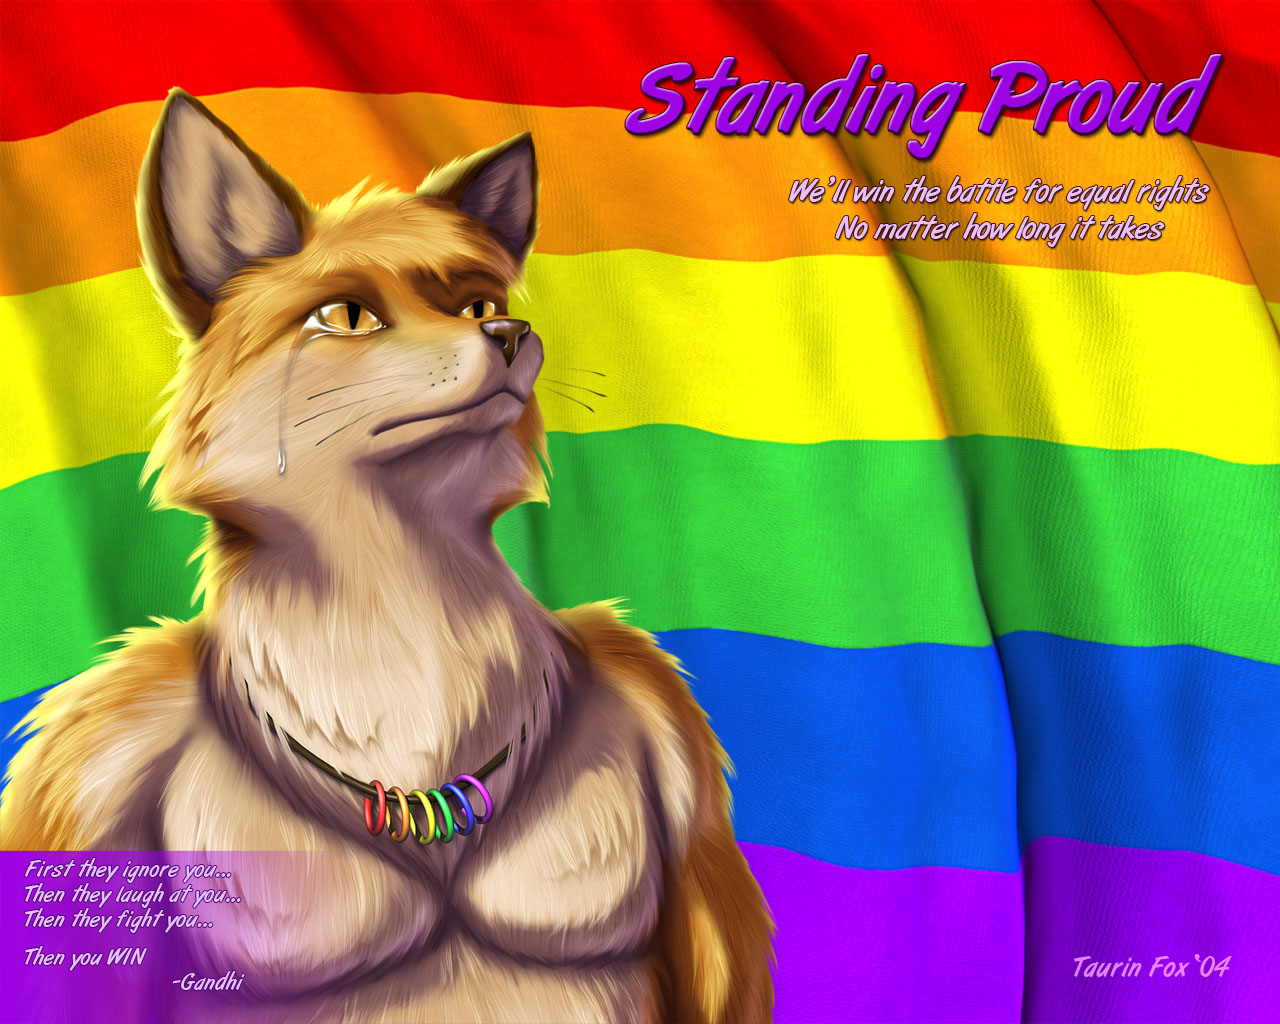 Standing Proud
We'll win the battle for equal rights
No matter how long it takes
First they ignore you...
Then they laugh at you...
Then they fight you...
Then you WIN
-Gandhi
Taurin Fox '04